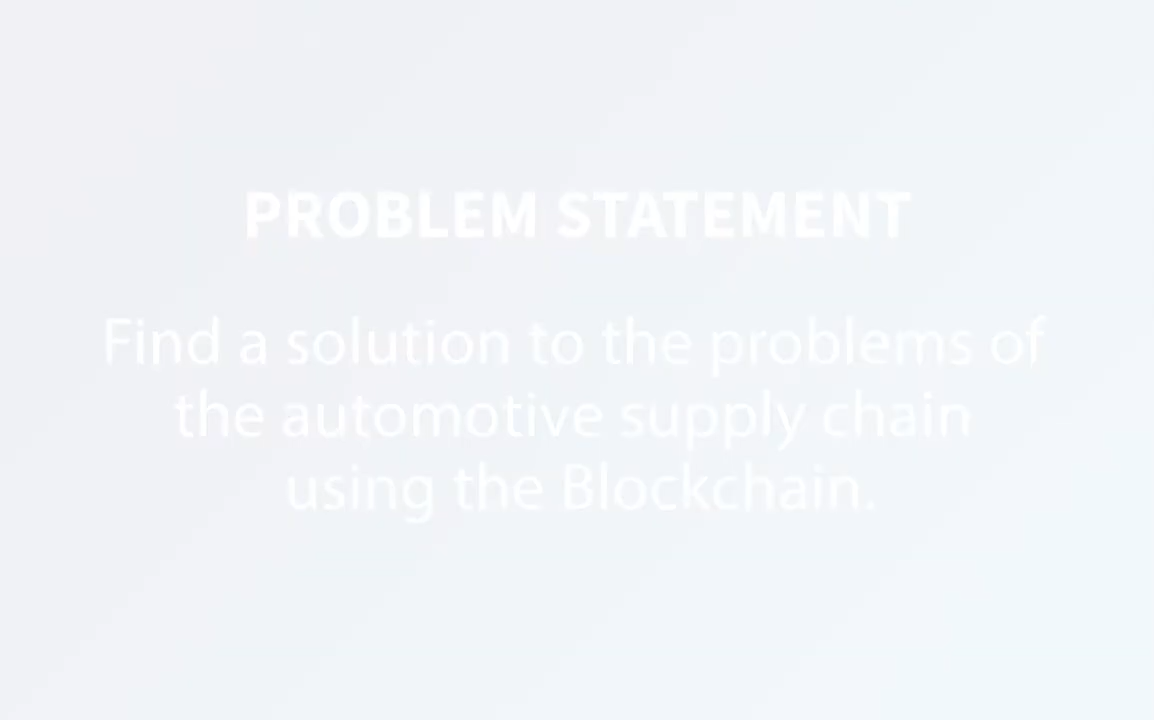 PROBLEM STATEMENT
Find a solution to the problems of
the automotive supply chain
using the Blockchain.